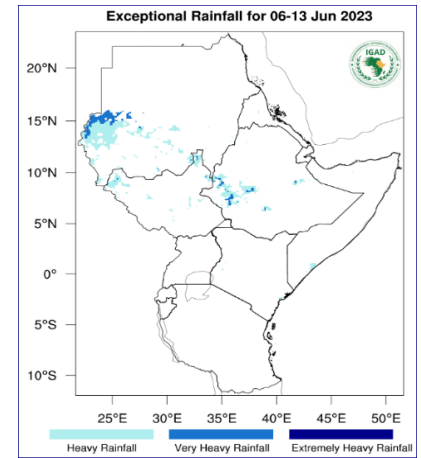 Exceptional Rainfall for 06-13 Jun 2023
IGAD
20°N
15°N
10°N
5°N
0°
5°S
10°S
25°E 30°E 35°E 40°E 45°E 50°E
Heavy Rainfall Very Heavy Rainfall Extremely Heavy Rainfall